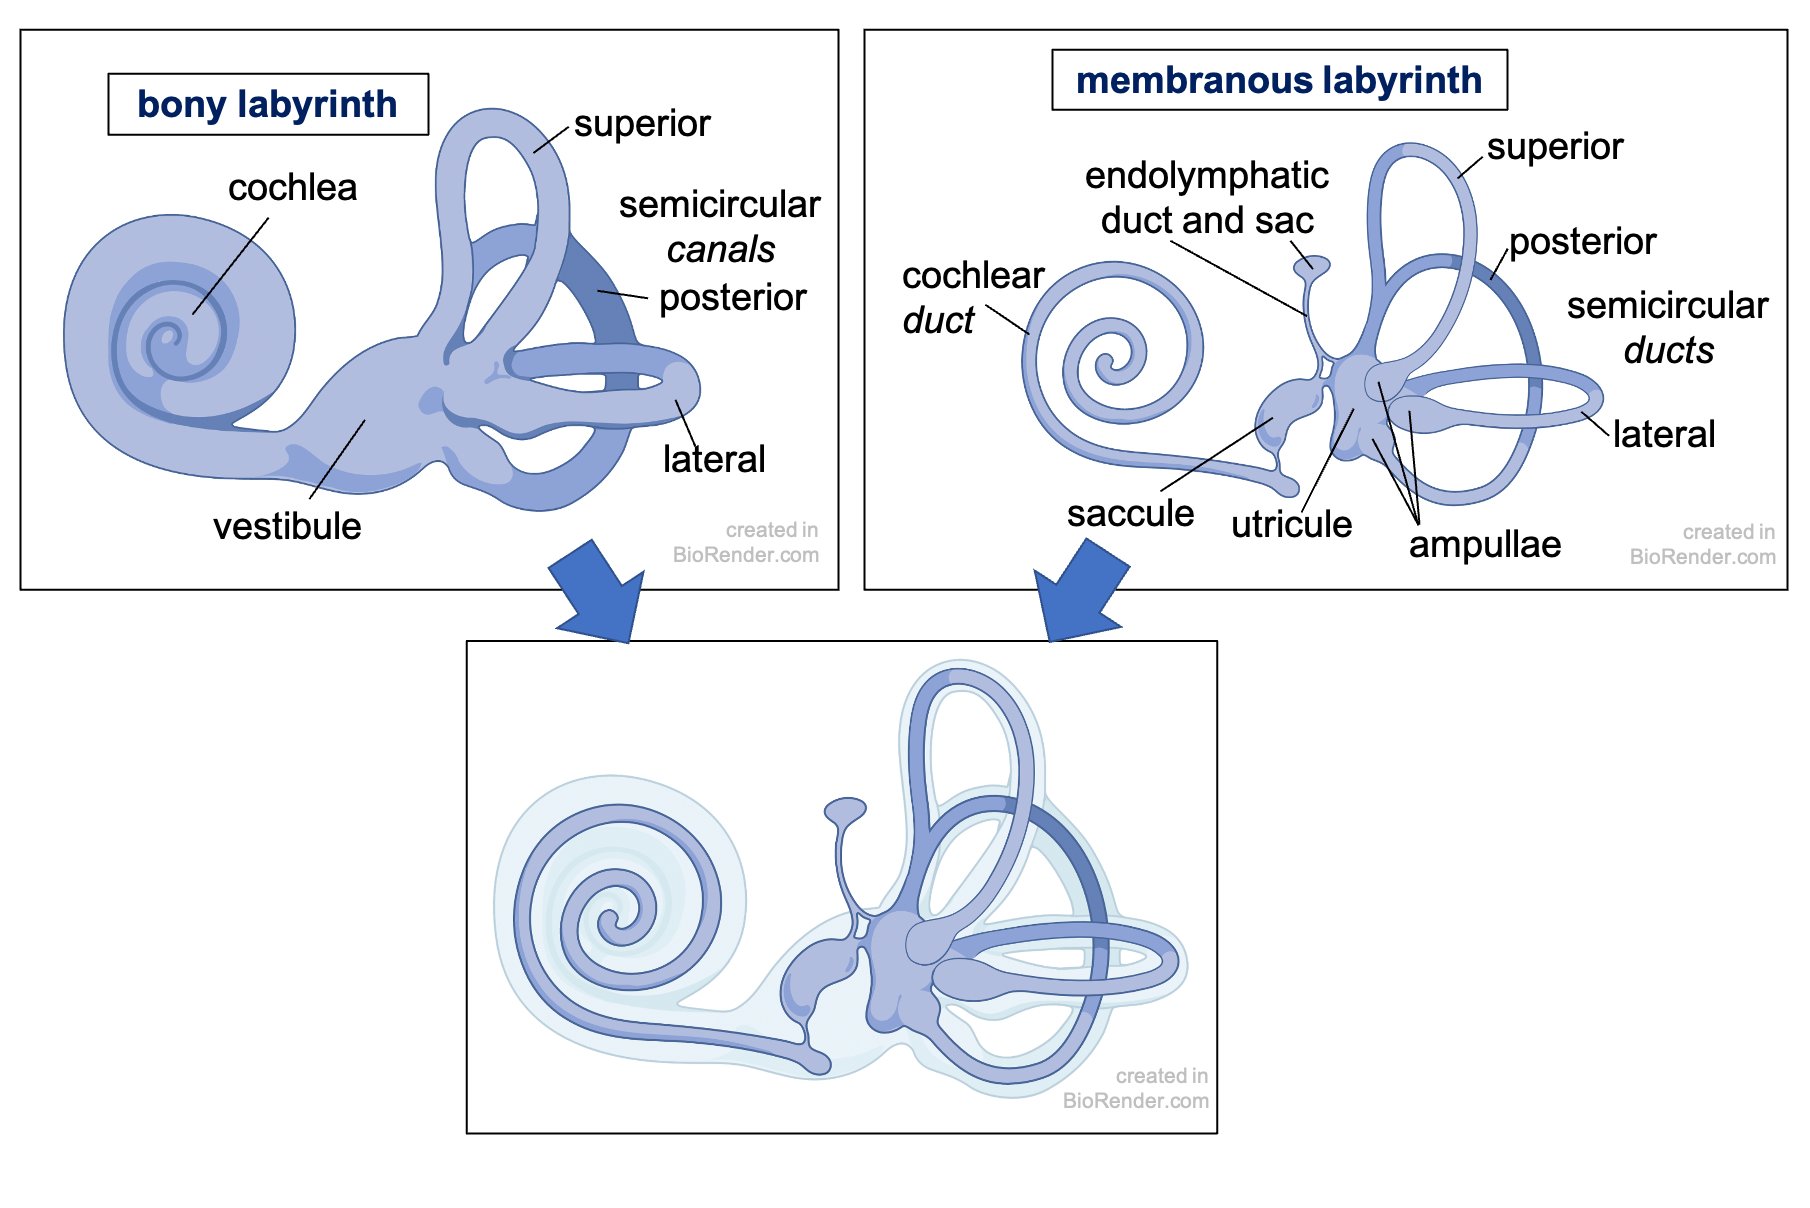 bony labyrinth
superior
cochlea
semicircular
canals
posterior
lateral
vestibule
created in
BioRender.com
membranous labyrinth
superior
endolymphatic
duct and sac
posterior
cochlear
duct
semicircular
ducts
lateral
saccule
utricule
ampullae
created in
BioRender.com
created in
BioRender.com